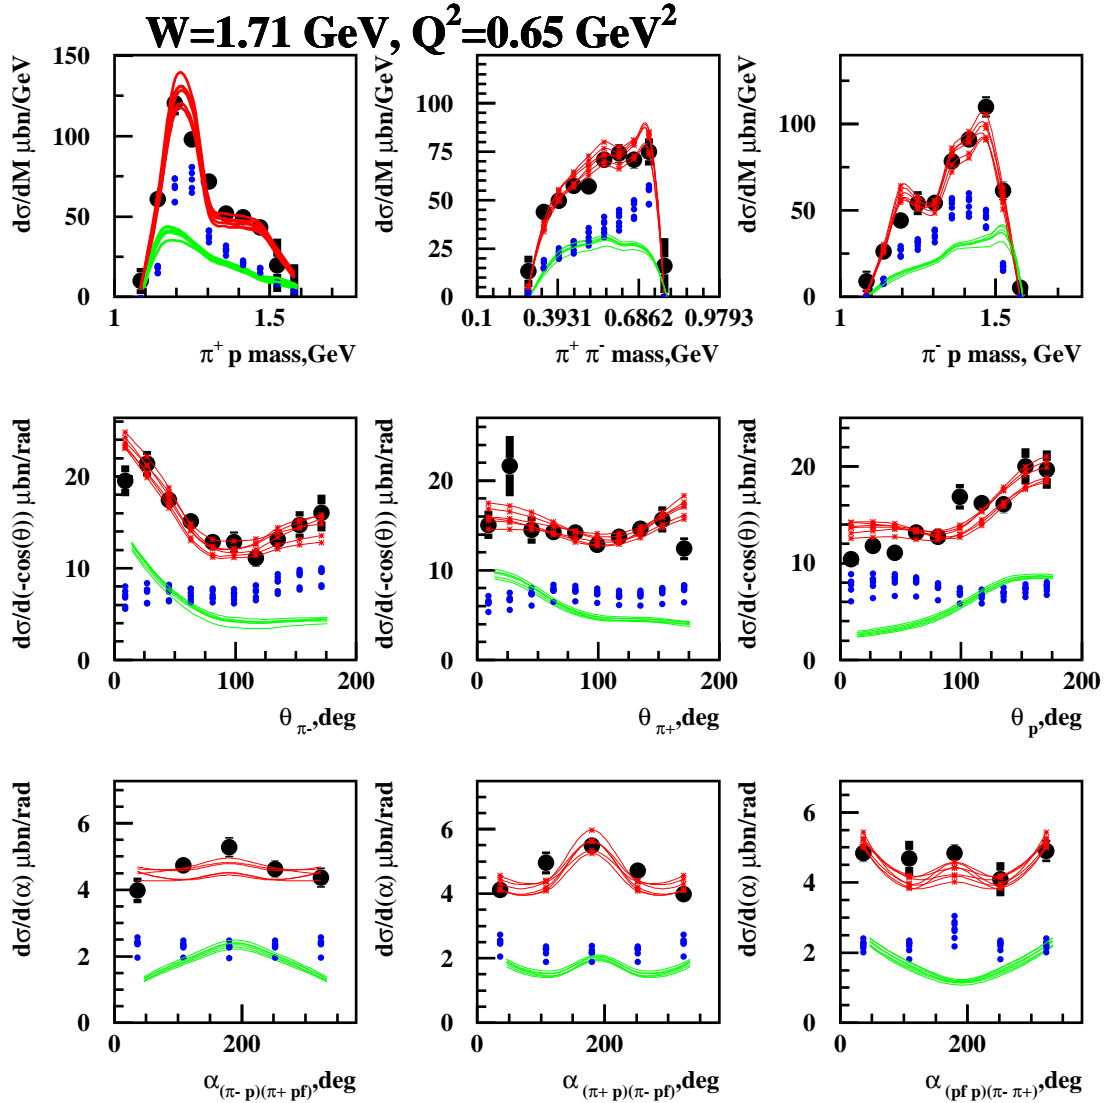 W=1.71 GeV, Q²=0.65 GeV²
dσ/dM μbn/GeV
150
100
50
0
1
1.5
π⁺ p mass,GeV
dσ/dM μbn/GeV
100
75
50
25
0
0.1
0.3931
0.6862
0.9793
π⁺ π⁻ mass,GeV
dσ/dM μbn/GeV
100
50
0
1
1.5
π⁻ p mass, GeV
dσ/d(-cos(θ)) μbn/rad
20
10
0
0
100
200
θ π-,deg
dσ/d(-cos(θ)) μbn/rad
20
10
0
0
100
200
θ π+,deg
dσ/d(-cos(θ)) μbn/rad
20
10
0
0
100
200
θ p,deg
dσ/d(α) μbn/rad
6
4
2
0
0
200
α (π- p)(π+ pf),deg
dσ/d(α) μbn/rad
6
4
2
0
0
200
α (π+ p)(π- pf),deg
dσ/d(α) μbn/rad
6
4
2
0
0
200
α (pf p)(π- π+),deg